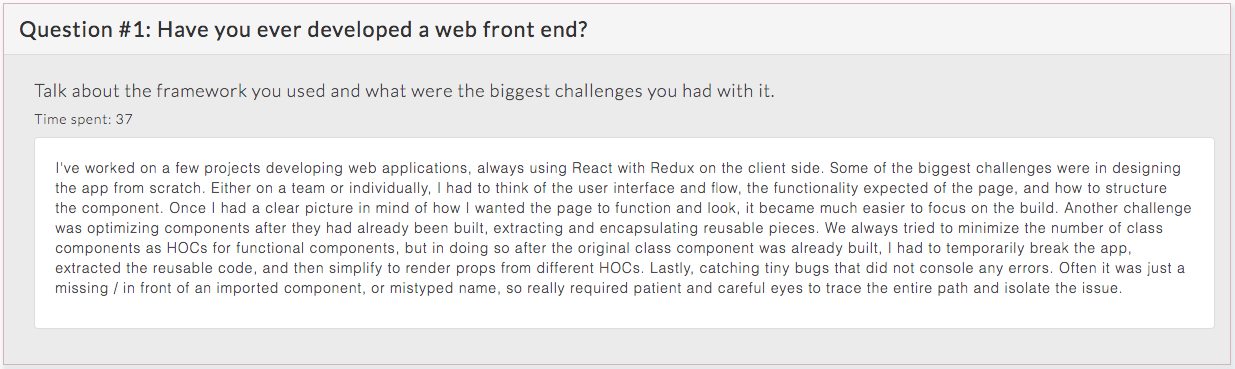 Question #1: Have you ever developed a web front end?
Talk about the framework you used and what were the biggest challenges you had with it.
Time spent: 37
I've worked on a few projects developing web applications, always using React with Redux on the client side. Some of the biggest challenges were in designing
the app from scratch. Either on a team or individually, I had to think of the user interface and flow, the functionality expected of the page, and how to structure
the component. Once I had a clear picture in mind of how I wanted the page to function and look, it became much easier to focus on the build. Another challenge
was optimizing components after they had already been built, extracting and encapsulating reusable pieces. We always tried to minimize the number of class
components as HOCs for functional components, but in doing so after the original class component was already built, I had to temporarily break the app,
extracted the reusable code, and then simplify to render props from different HOCs. Lastly, catching tiny bugs that did not console any errors. Often it was just a
missing / in front of an imported component, or mistyped name, so really required patient and careful eyes to trace the entire path and isolate the issue.